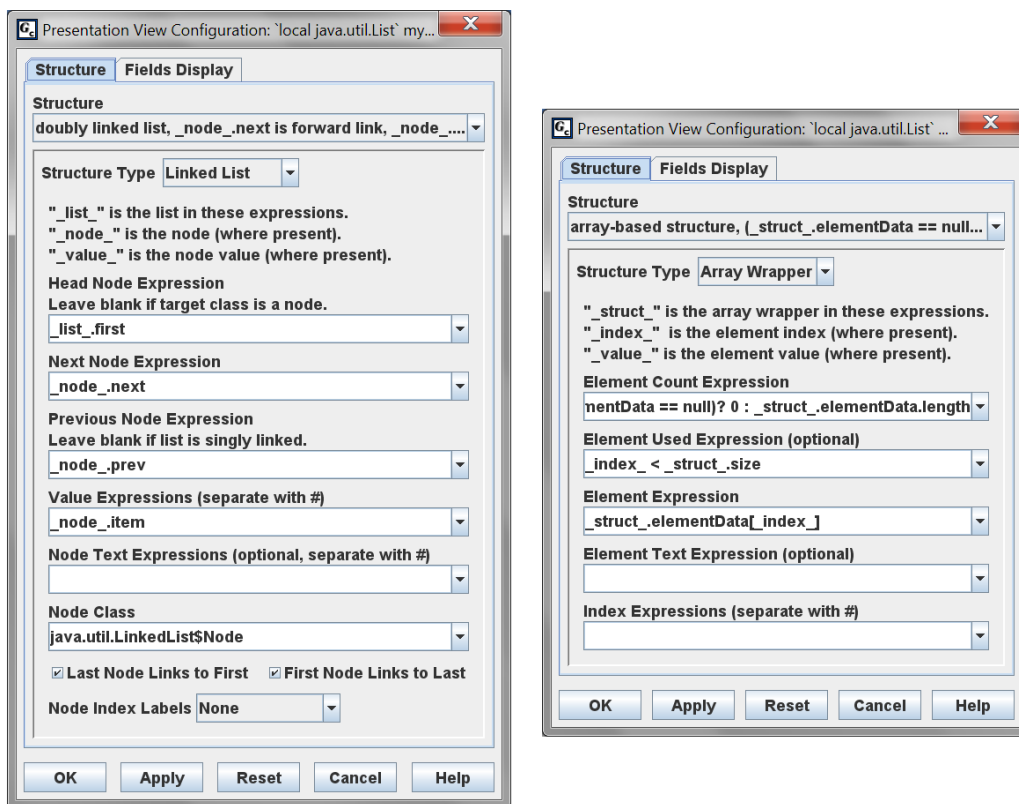 Presentation View Configuration: `local java.util.List` my...
Structure Fields Display
Structure
doubly linked list, _node_.next is forward link, _node_....
Structure Type Linked List
"_list_" is the list in these expressions.
"_node_" is the node (where present).
"_value_" is the node value (where present).
Head Node Expression
Leave blank if target class is a node.
_list_.first
Next Node Expression
_node_.next
Previous Node Expression
Leave blank if list is singly linked.
_node_.prev
Value Expressions (separate with #)
_node_.item
Node Text Expressions (optional, separate with #)
Node Class
java.util.LinkedList$Node
Last Node Links to First First Node Links to Last
Node Index Labels None
OK Apply Reset Cancel Help
Presentation View Configuration: `local java.util.List` ...
Structure Fields Display
Structure
array-based structure, (_struct_.elementData == null...
Structure Type Array Wrapper
"_struct_" is the array wrapper in these expressions.
"_index_" is the element index (where present).
"_value_" is the element value (where present).
Element Count Expression
mentData == null)? 0 : _struct_.elementData.length
Element Used Expression (optional)
_index_ < _struct_.size
Element Expression
_struct_.elementData[_index_]
Element Text Expression (optional)
Index Expressions (separate with #)
OK Apply Reset Cancel Help